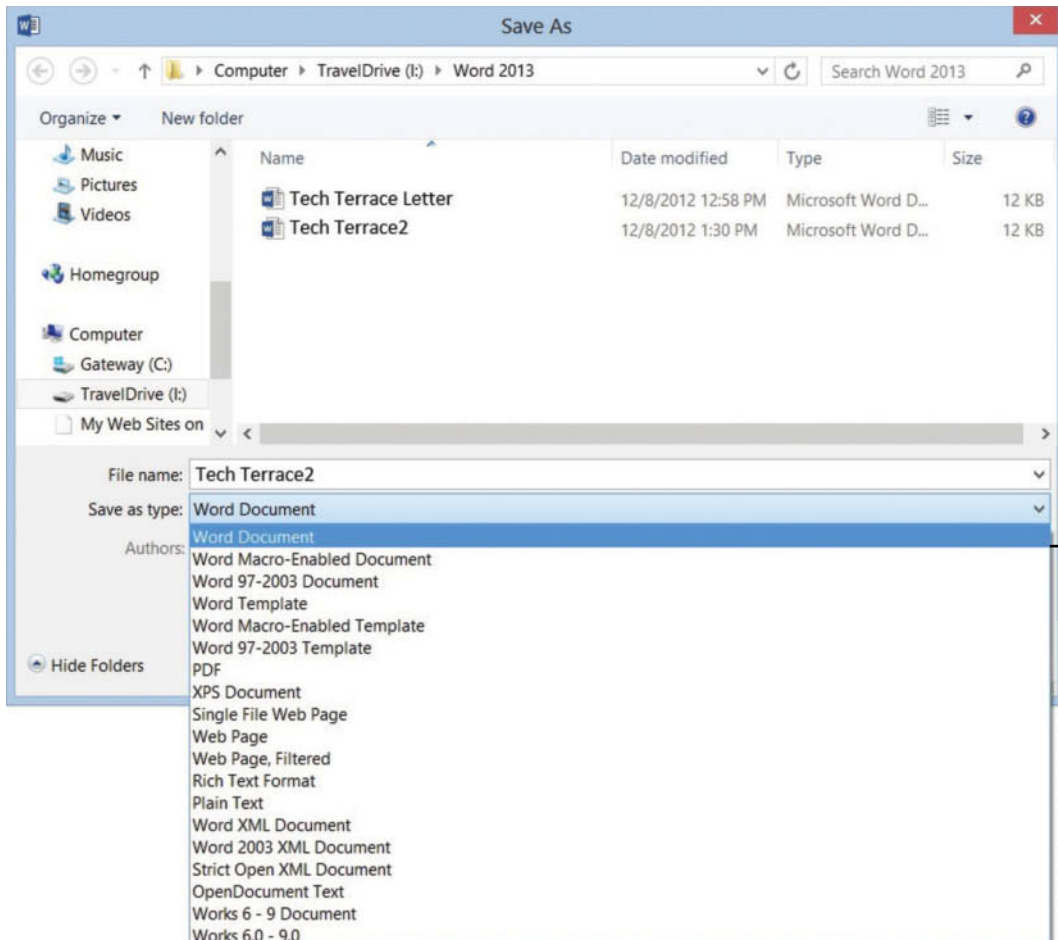 Save As
Computer ▸ TravelDrive (I:) ▸ Word 2013
Search Word 2013
Organize
New folder
Music
Pictures
Videos
Homegroup
Computer
Gateway (C:)
TravelDrive (I:)
My Web Sites on
Name Date modified Type Size
Tech Terrace Letter 12/8/2012 12:58 PM Microsoft Word D... 12 KB
Tech Terrace2 12/8/2012 1:30 PM Microsoft Word D... 12 KB
File name: Tech Terrace2
Save as type: Word Document
Authors:
Word Document
Word Macro-Enabled Document
Word 97-2003 Document
Word Template
Word Macro-Enabled Template
Word 97-2003 Template
PDF
XPS Document
Single File Web Page
Web Page
Web Page, Filtered
Rich Text Format
Plain Text
Word XML Document
Word 2003 XML Document
Strict Open XML Document
OpenDocument Text
Works 6 - 9 Document
Works 6.0 - 9.0
Hide Folders